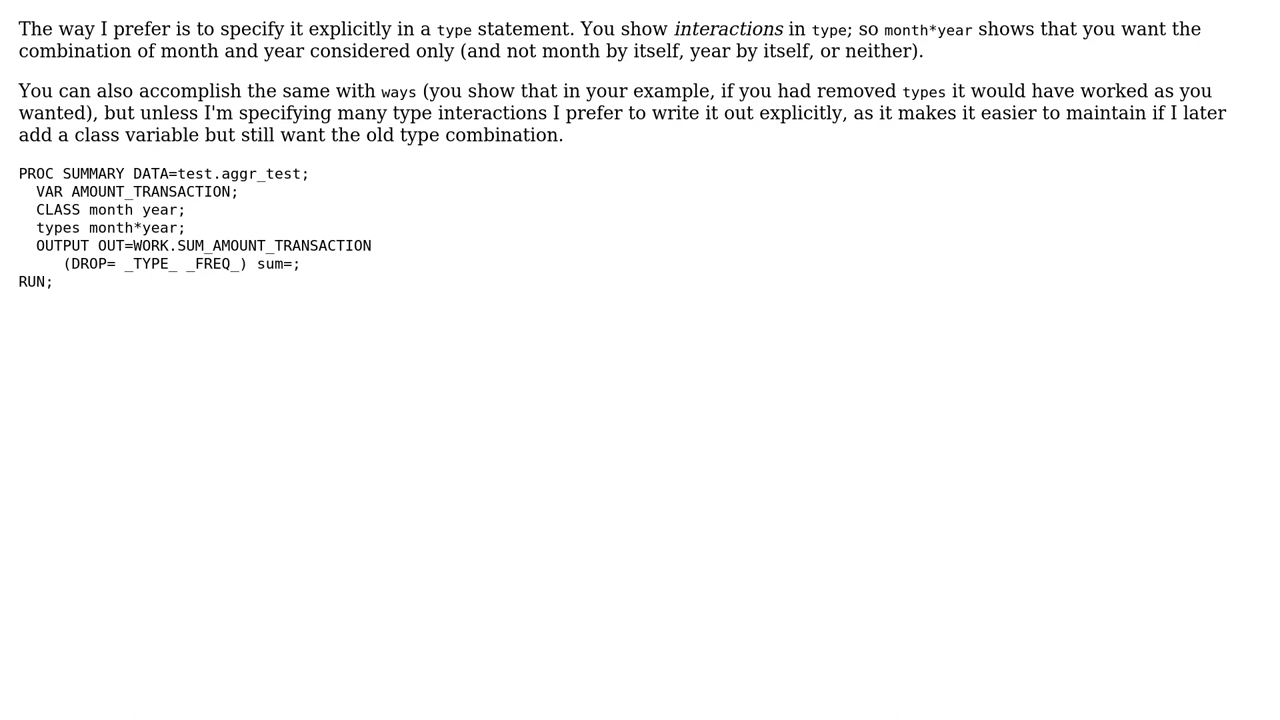 The way I prefer is to specify it explicitly in a type statement. You show interactions in type; so month*year shows that you want the
combination of month and year considered only (and not month by itself, year by itself, or neither).
You can also accomplish the same with ways (you show that in your example, if you had removed types it would have worked as you
wanted), but unless I'm specifying many type interactions I prefer to write it out explicitly, as it makes it easier to maintain if I later
add a class variable but still want the old type combination.
PROC SUMMARY DATA=test.aggr_test;
  VAR AMOUNT_TRANSACTION;
  CLASS month year;
  types month*year;
  OUTPUT OUT=WORK.SUM_AMOUNT_TRANSACTION
     (DROP= _TYPE_ _FREQ_) sum=;
RUN;